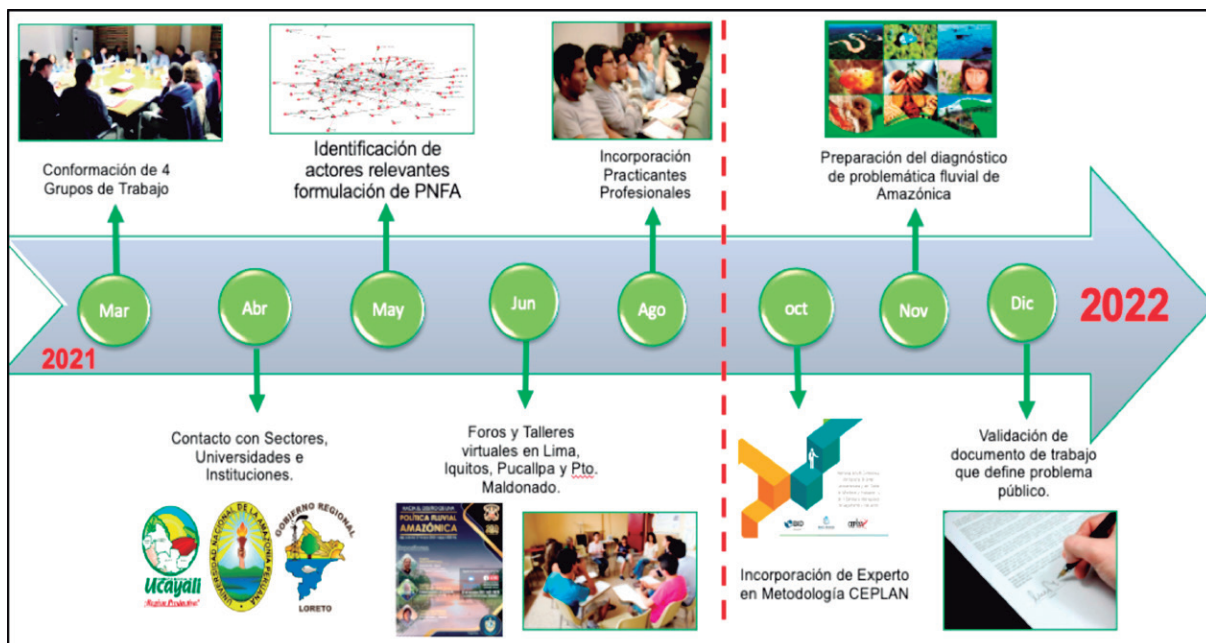 Conformación de 4
Grupos de Trabajo
Identificación de
actores relevantes
formulación de PNFA
Incorporación
Practicantes
Profesionales
Preparación del diagnóstico
de problemática fluvial de
Amazónica
Mar
Abr
May
Jun
Ago
oct
Nov
Dic
2021
2022
Contacto con Sectores,
Universidades e
Instituciones.
Foros y Talleres
virtuales en Lima,
Iquitos, Pucallpa y Pto.
Maldonado.
Incorporación de Experto
en Metodología CEPLAN
Validación de
documento de trabajo
que define problema
público.
Ucayali
"Región Productiva"
UNIVERSIDAD NACIONAL DE LA AMAZONÍA PERUANA
GOBIERNO REGIONAL
LORETO
POLÍTICA FLUVIAL
AMAZÓNICA